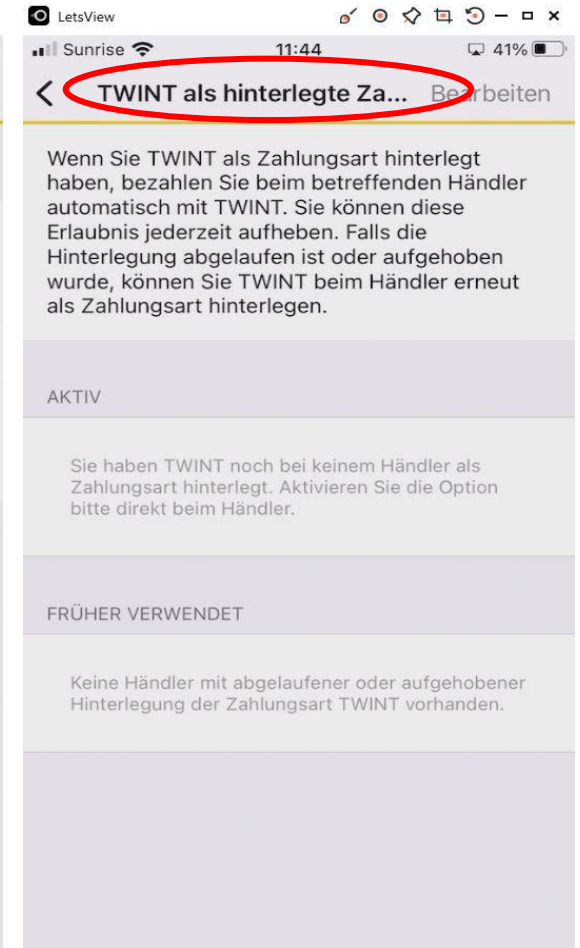 LetsView
Sunrise 11:44 41%
TWINT als hinterlegte Za... Bearbeiten
Wenn Sie TWINT als Zahlungsart hinterlegt
haben, bezahlen Sie beim betreffenden Händler
automatisch mit TWINT. Sie können diese
Erlaubnis jederzeit aufheben. Falls die
Hinterlegung abgelaufen ist oder aufgehoben
wurde, können Sie TWINT beim Händler erneut
als Zahlungsart hinterlegen.
AKTIV
Sie haben TWINT noch bei keinem Händler als
Zahlungsart hinterlegt. Aktivieren Sie die Option
bitte direkt beim Händler.
FRÜHER VERWENDET
Keine Händler mit abgelaufener oder aufgehobener
Hinterlegung der Zahlungsart TWINT vorhanden.